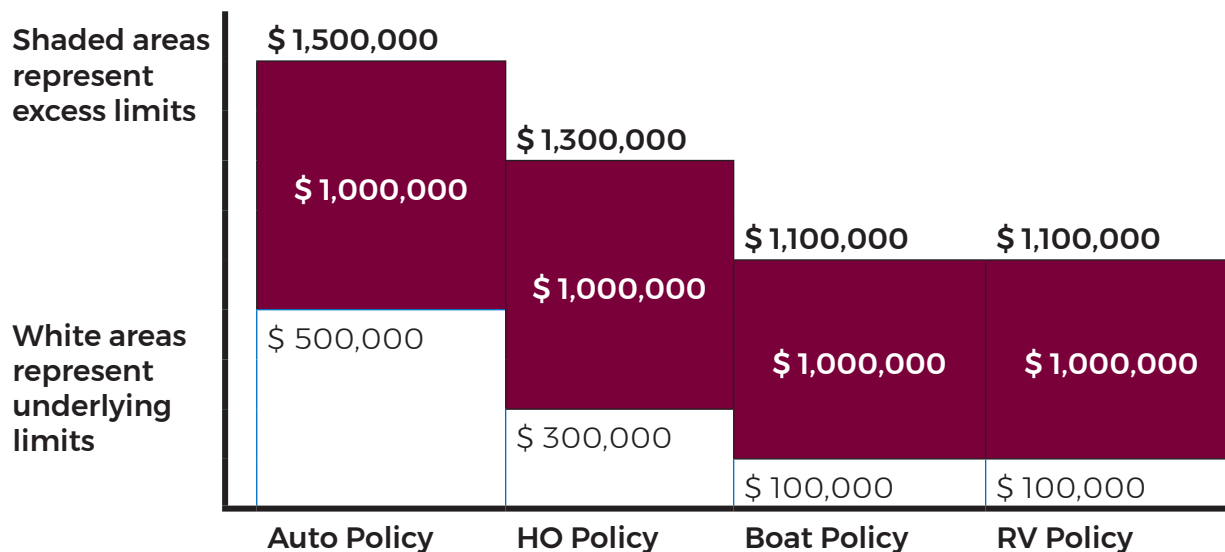 Shaded areas
represent
excess limits
$ 1,500,000
$ 1,300,000
$ 1,000,000
$ 1,100,000
$ 1,100,000
$ 1,000,000
White areas
represent
underlying
limits
$ 500,000
$ 1,000,000
$ 1,000,000
$ 300,000
$ 100,000
$ 100,000
Auto Policy
HO Policy
Boat Policy
RV Policy